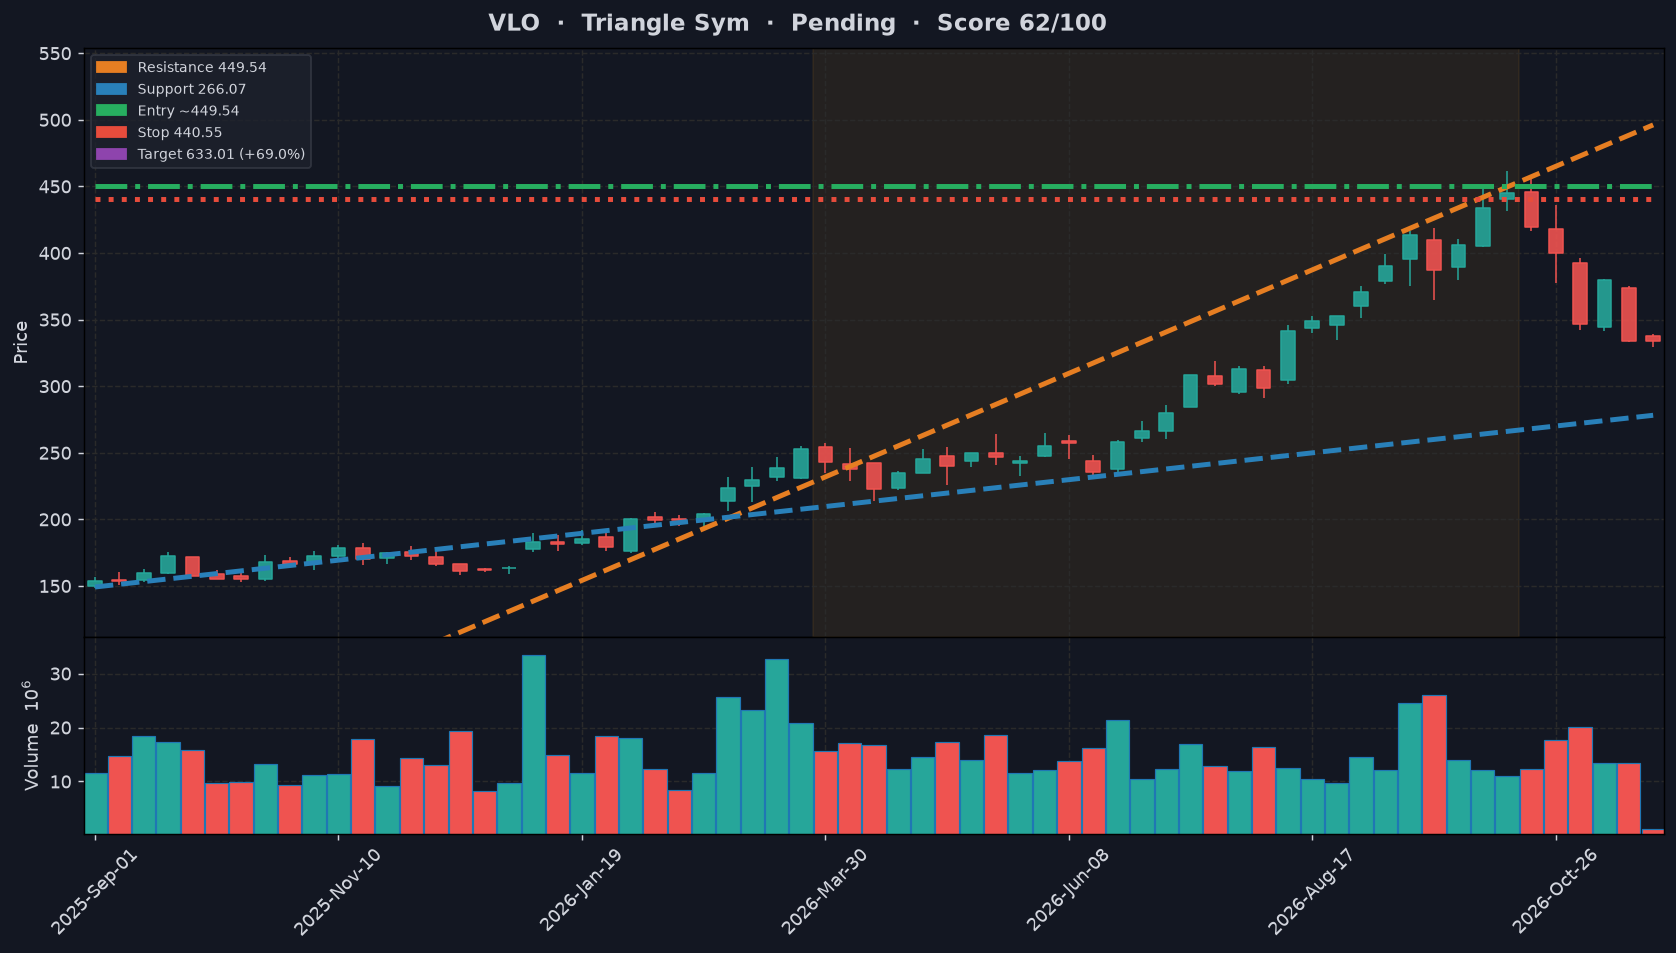 VLO · Triangle Sym · Pending · Score 62/100
Resistance 449.54
Support 266.07
Entry ~449.54
Stop 440.55
Target 633.01 (+69.0%)
550
500
450
400
350
300
250
200
150
Price
30
20
10
Volume 10⁶
2025-Sep-01
2025-Nov-10
2026-Jan-19
2026-Mar-30
2026-Jun-08
2026-Aug-17
2026-Oct-26